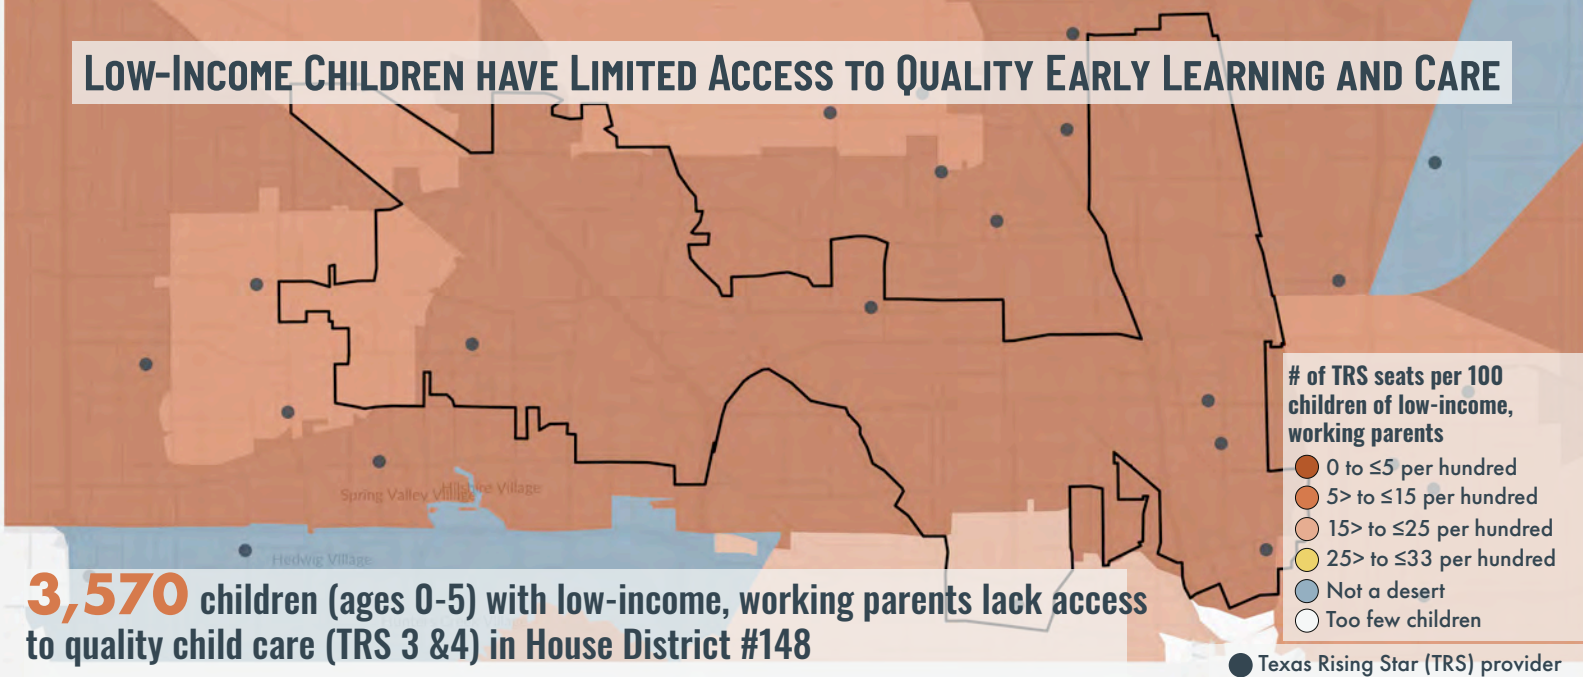 LOW-INCOME CHILDREN HAVE LIMITED ACCESS TO QUALITY EARLY LEARNING AND CARE
# of TRS seats per 100
children of low-income,
working parents
0 to ≤5 per hundred
5> to ≤15 per hundred
15> to ≤25 per hundred
25> to ≤33 per hundred
Not a desert
Too few children
Hilshire Village
Spring Valley Village
Hedwig Village
3,570 children (ages 0-5) with low-income, working parents lack access
to quality child care (TRS 3 &4) in House District #148
Texas Rising Star (TRS) provider